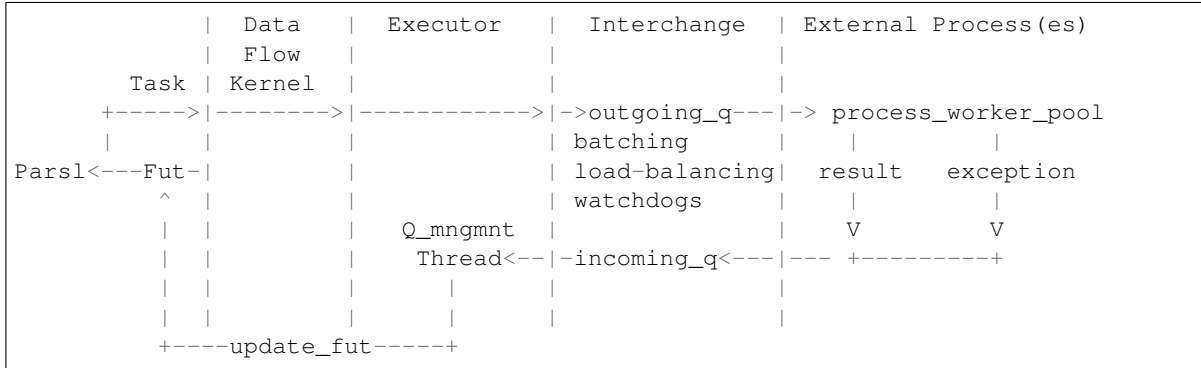 |  Data  |  Executor  |  Interchange  | External Process(es)
            |  Flow  |            |               |
       Task | Kernel |            |               |
     +----->|-------->|------------>|->outgoing_q---|-> process_worker_pool
     |      |        |            | batching      |    |         |
Parsl<---Fut-|        |            | load-balancing|  result   exception
         ^  |        |            | watchdogs     |    |         |
         |  |        |   Q_mngmnt |               |    V         V
         |  |        |    Thread<--|-incoming_q<---|--- +---------+
         |  |        |      |     |               |
         |  |        |      |     |               |
         +----update_fut-----+